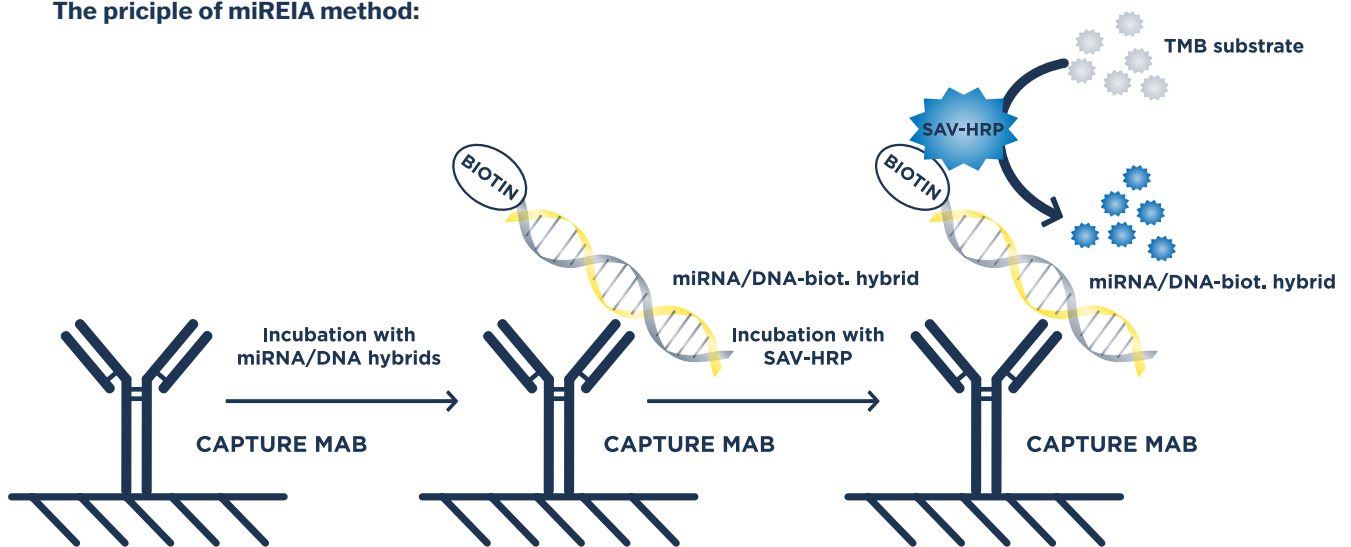 The priciple of miREIA method:
TMB substrate
SAV-HRP
BIOTIN
BIOTIN
miRNA/DNA-biot. hybrid
miRNA/DNA-biot. hybrid
Incubation with
miRNA/DNA hybrids
Incubation with
SAV-HRP
CAPTURE MAB
CAPTURE MAB
CAPTURE MAB